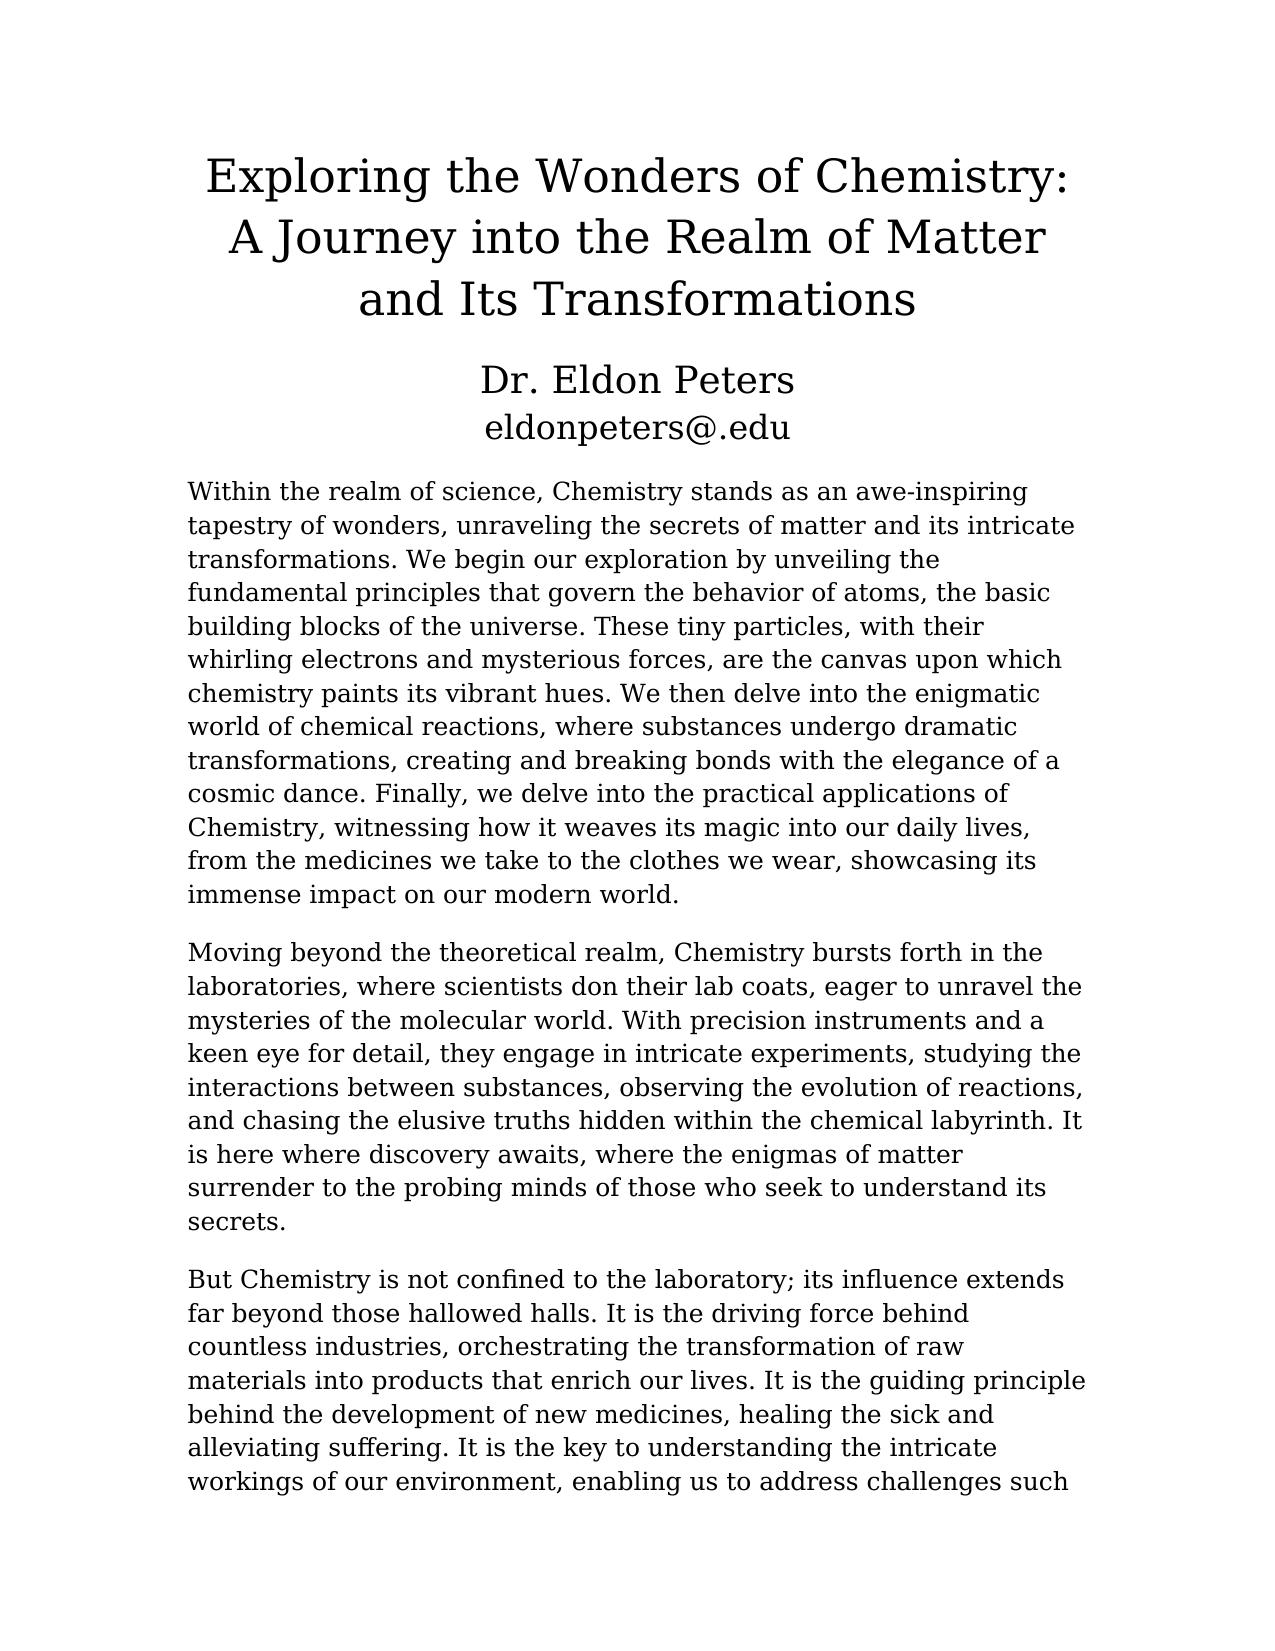 Exploring the Wonders of Chemistry:
A Journey into the Realm of Matter
and Its Transformations
Dr. Eldon Peters
eldonpeters@.edu
Within the realm of science, Chemistry stands as an awe-inspiring
tapestry of wonders, unraveling the secrets of matter and its intricate
transformations. We begin our exploration by unveiling the
fundamental principles that govern the behavior of atoms, the basic
building blocks of the universe. These tiny particles, with their
whirling electrons and mysterious forces, are the canvas upon which
chemistry paints its vibrant hues. We then delve into the enigmatic
world of chemical reactions, where substances undergo dramatic
transformations, creating and breaking bonds with the elegance of a
cosmic dance. Finally, we delve into the practical applications of
Chemistry, witnessing how it weaves its magic into our daily lives,
from the medicines we take to the clothes we wear, showcasing its
immense impact on our modern world.
Moving beyond the theoretical realm, Chemistry bursts forth in the
laboratories, where scientists don their lab coats, eager to unravel the
mysteries of the molecular world. With precision instruments and a
keen eye for detail, they engage in intricate experiments, studying the
interactions between substances, observing the evolution of reactions,
and chasing the elusive truths hidden within the chemical labyrinth. It
is here where discovery awaits, where the enigmas of matter
surrender to the probing minds of those who seek to understand its
secrets.
But Chemistry is not confined to the laboratory; its influence extends
far beyond those hallowed halls. It is the driving force behind
countless industries, orchestrating the transformation of raw
materials into products that enrich our lives. It is the guiding principle
behind the development of new medicines, healing the sick and
alleviating suffering. It is the key to understanding the intricate
workings of our environment, enabling us to address challenges such